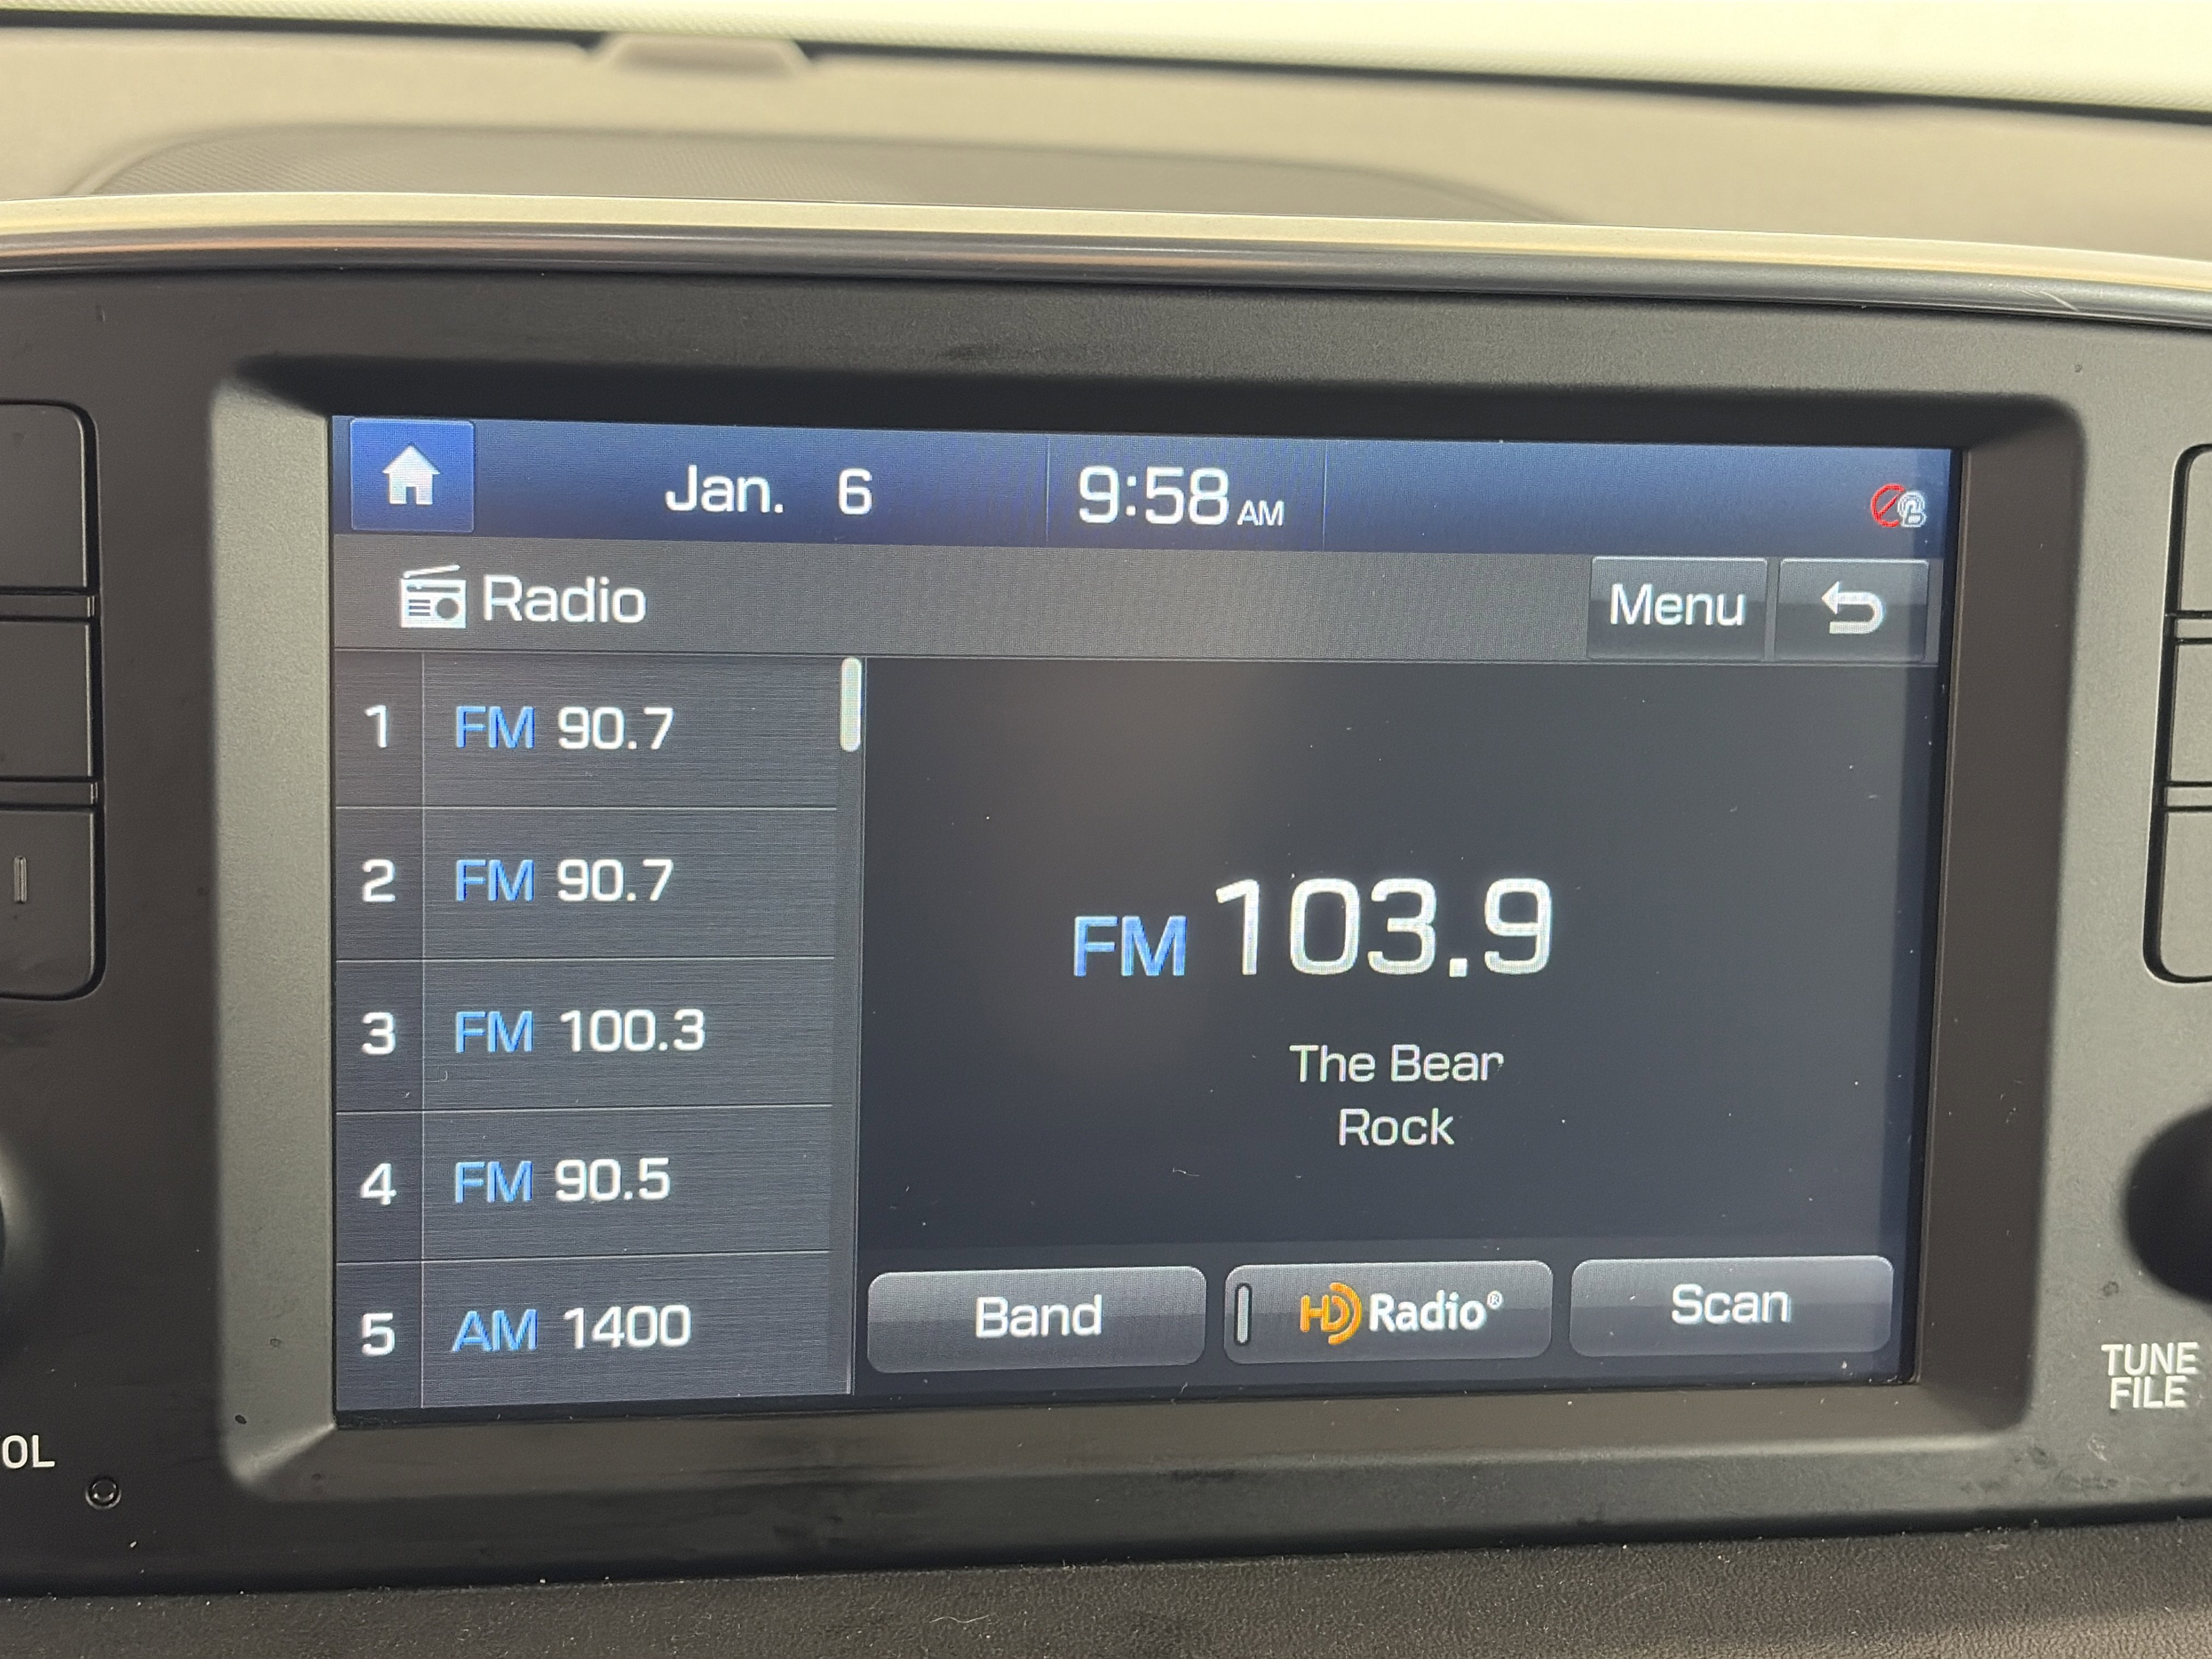 Jan. 6 9:58 AM
Radio Menu
1 FM 90.7
2 FM 90.7
3 FM 100.3
4 FM 90.5
5 AM 1400
FM 103.9
The Bear
Rock
Band HD Radio® Scan
OL
TUNE
FILE